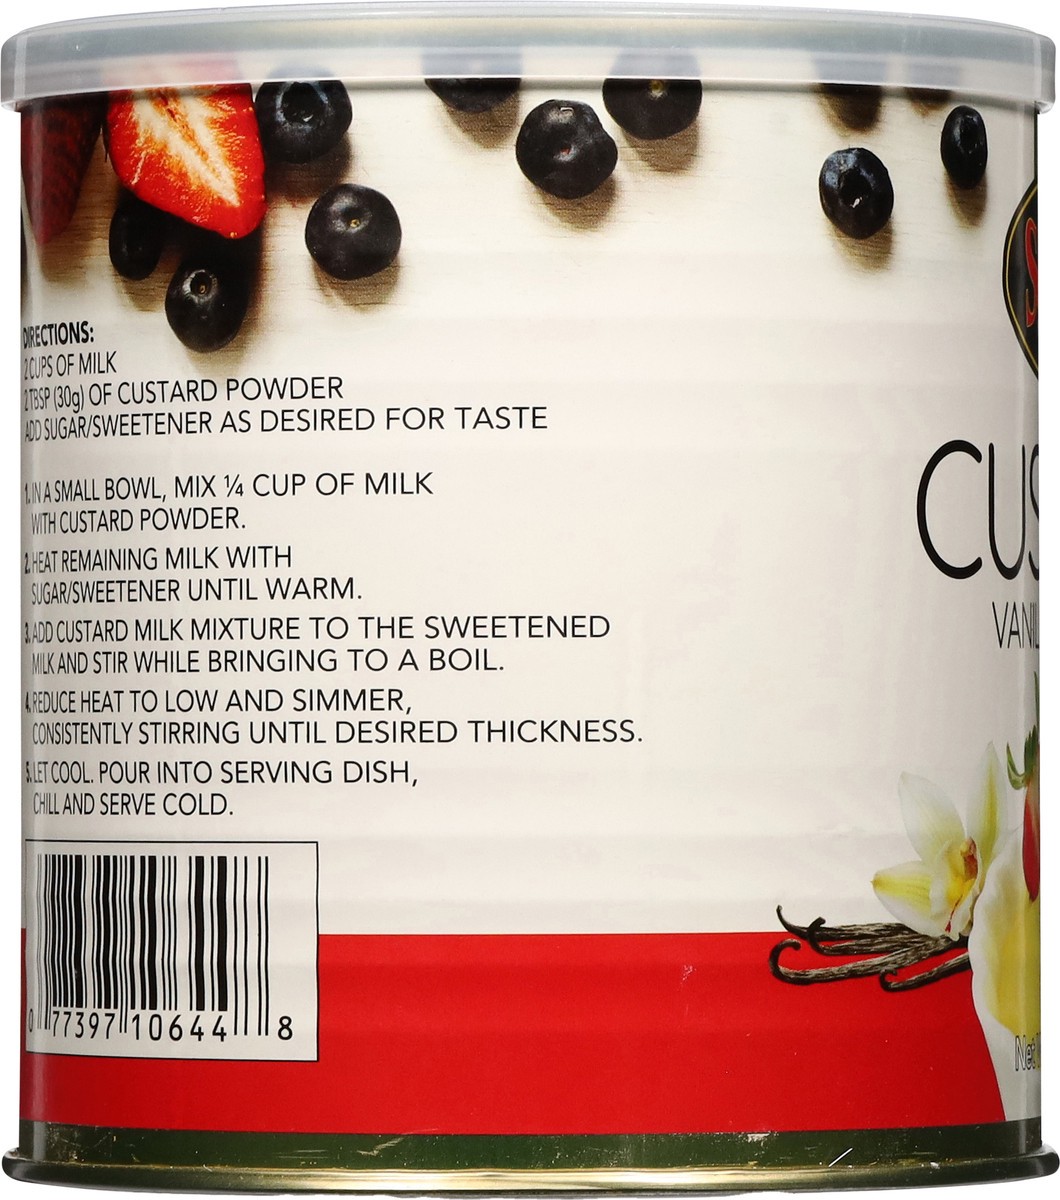 DIRECTIONS:
2 CUPS OF MILK
2 TBSP (30g) OF CUSTARD POWDER
ADD SUGAR/SWEETENER AS DESIRED FOR TASTE
1. IN A SMALL BOWL, MIX ¼ CUP OF MILK
WITH CUSTARD POWDER.
2. HEAT REMAINING MILK WITH
SUGAR/SWEETENER UNTIL WARM.
3. ADD CUSTARD MILK MIXTURE TO THE SWEETENED
MILK AND STIR WHILE BRINGING TO A BOIL.
4. REDUCE HEAT TO LOW AND SIMMER,
CONSISTENTLY STIRRING UNTIL DESIRED THICKNESS.
5. LET COOL. POUR INTO SERVING DISH,
CHILL AND SERVE COLD.
0 77397 10644 8
S
CUS
VANIL
Net